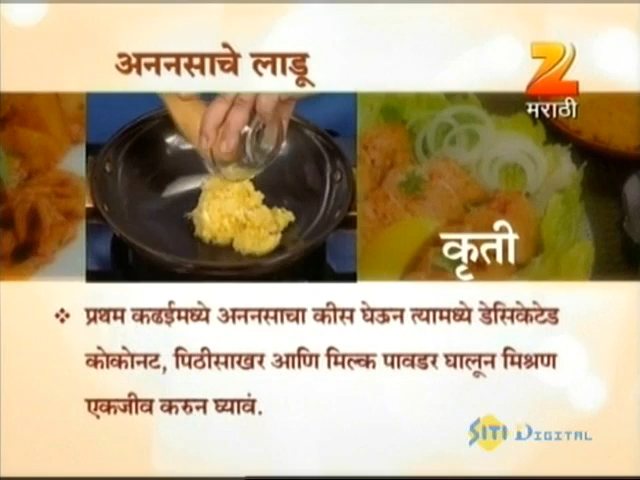 अननसाचे लाडू
मराठी
कृती
❖ प्रथम कढईमध्ये अननसाचा कीस घेऊन त्यामध्ये डेसिकेटेड
कोकोनट, पिठीसाखर आणि मिल्क पावडर घालून मिश्रण
एकजीव करुन घ्यावं.
SITI DIGITAL